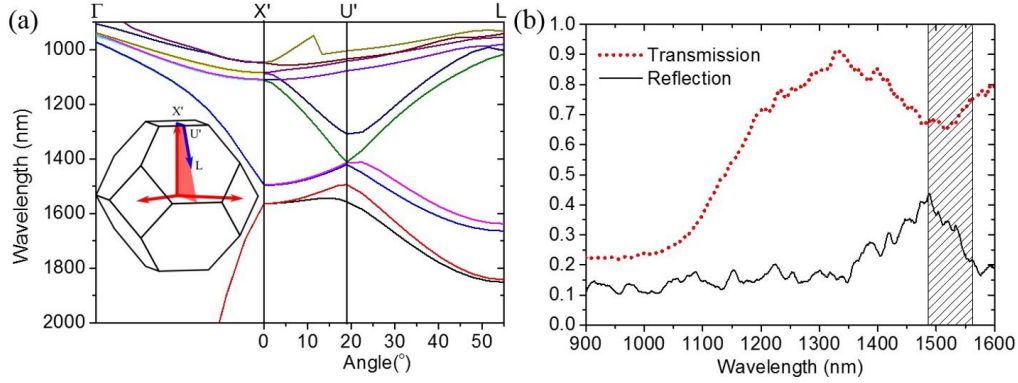 (a)
Γ X' U' L
1000
1200
1400
1600
1800
2000
Wavelength (nm)
X'
U'
L
0 10 20 30 40 50
Angle(°)
(b)
1.0
0.9
0.8
0.7
0.6
0.5
0.4
0.3
0.2
0.1
0.0
Transmission
Reflection
900 1000 1100 1200 1300 1400 1500 1600
Wavelength (nm)